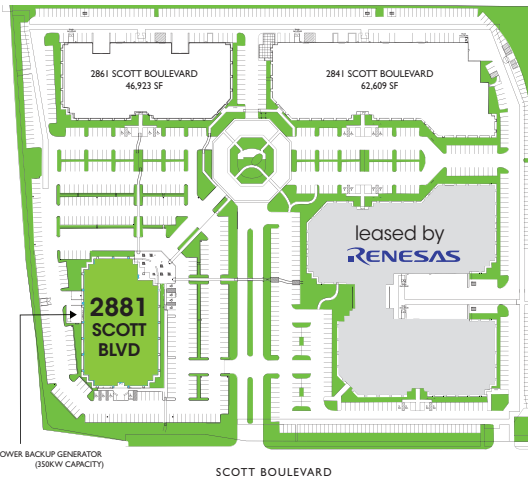 2861 SCOTT BOULEVARD
46,923 SF
2841 SCOTT BOULEVARD
62,609 SF
leased by
RENESAS
2881
SCOTT
BLVD
OWER BACKUP GENERATOR
(350KW CAPACITY)
SCOTT BOULEVARD